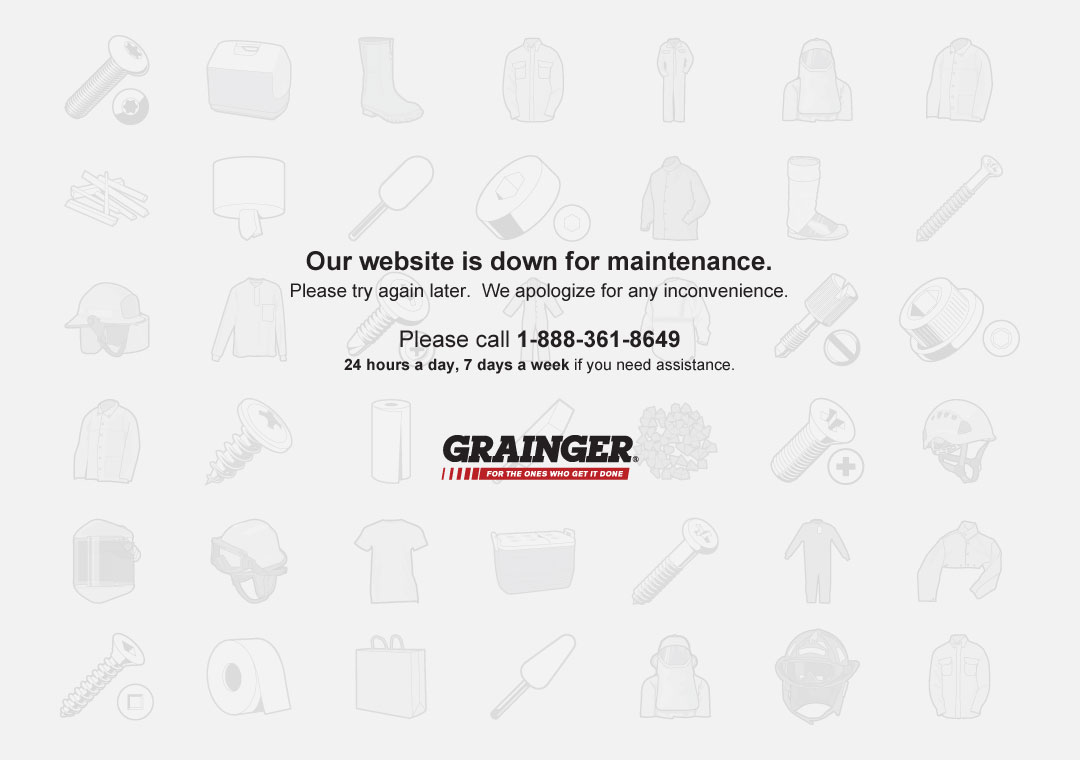 Our website is down for maintenance.
Please try again later.  We apologize for any inconvenience.
Please call 1-888-361-8649
24 hours a day, 7 days a week if you need assistance.
GRAINGER®
FOR THE ONES WHO GET IT DONE